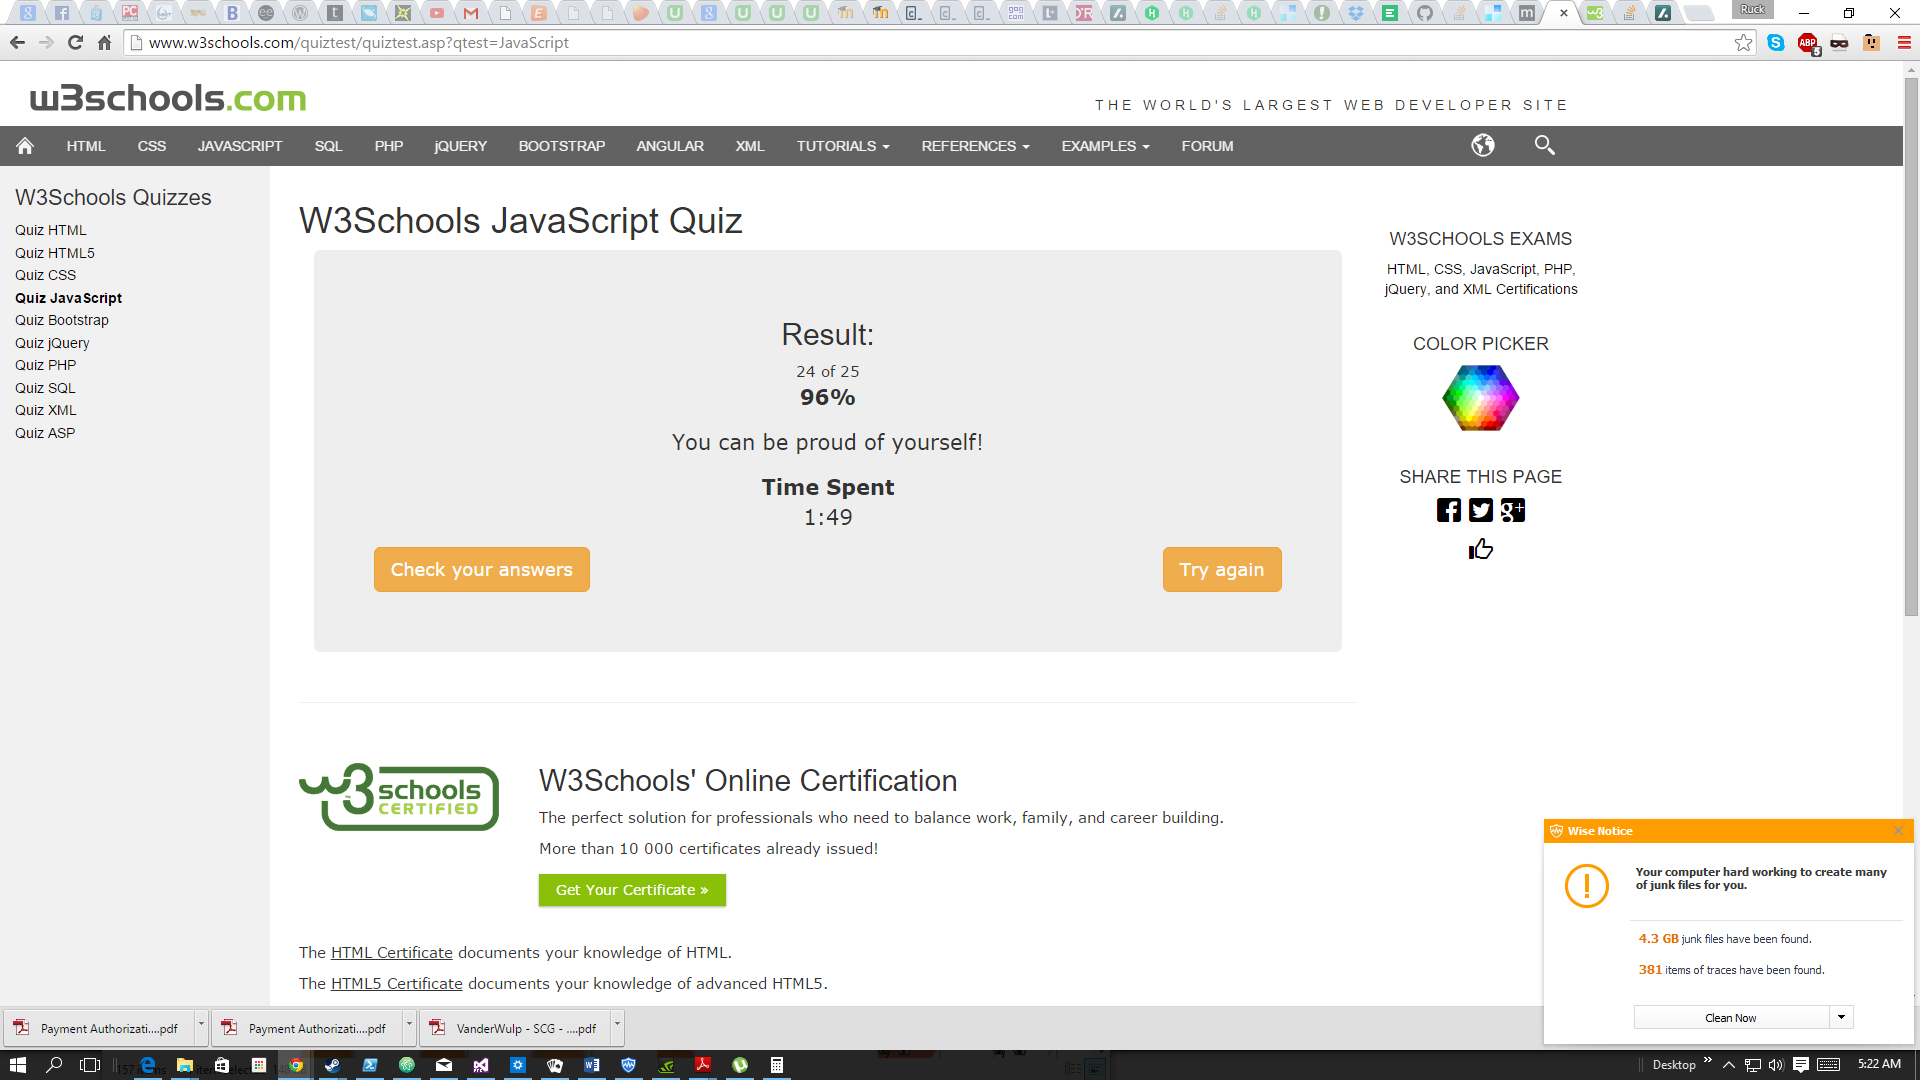 Ruck
www.w3schools.com/quiztest/quiztest.asp?qtest=JavaScript
w3schools.com
THE WORLD'S LARGEST WEB DEVELOPER SITE
HTML CSS JAVASCRIPT SQL PHP jQUERY BOOTSTRAP ANGULAR XML TUTORIALS REFERENCES EXAMPLES FORUM
W3Schools Quizzes
Quiz HTML
Quiz HTML5
Quiz CSS
Quiz JavaScript
Quiz Bootstrap
Quiz jQuery
Quiz PHP
Quiz SQL
Quiz XML
Quiz ASP
W3Schools JavaScript Quiz
Result:
24 of 25
96%
You can be proud of yourself!
Time Spent
1:49
Check your answers
Try again
W3SCHOOLS EXAMS
HTML, CSS, JavaScript, PHP,
jQuery, and XML Certifications
COLOR PICKER
SHARE THIS PAGE
w3schools
CERTIFIED
W3Schools' Online Certification
The perfect solution for professionals who need to balance work, family, and career building.
More than 10 000 certificates already issued!
Get Your Certificate »
The HTML Certificate documents your knowledge of HTML.
The HTML5 Certificate documents your knowledge of advanced HTML5.
Wise Notice
Your computer hard working to create many
of junk files for you.
4.3 GB junk files have been found.
381 items of traces have been found.
Clean Now
Payment Authorizati....pdf
Payment Authorizati....pdf
VanderWulp - SCG - ....pdf
Desktop
5:22 AM